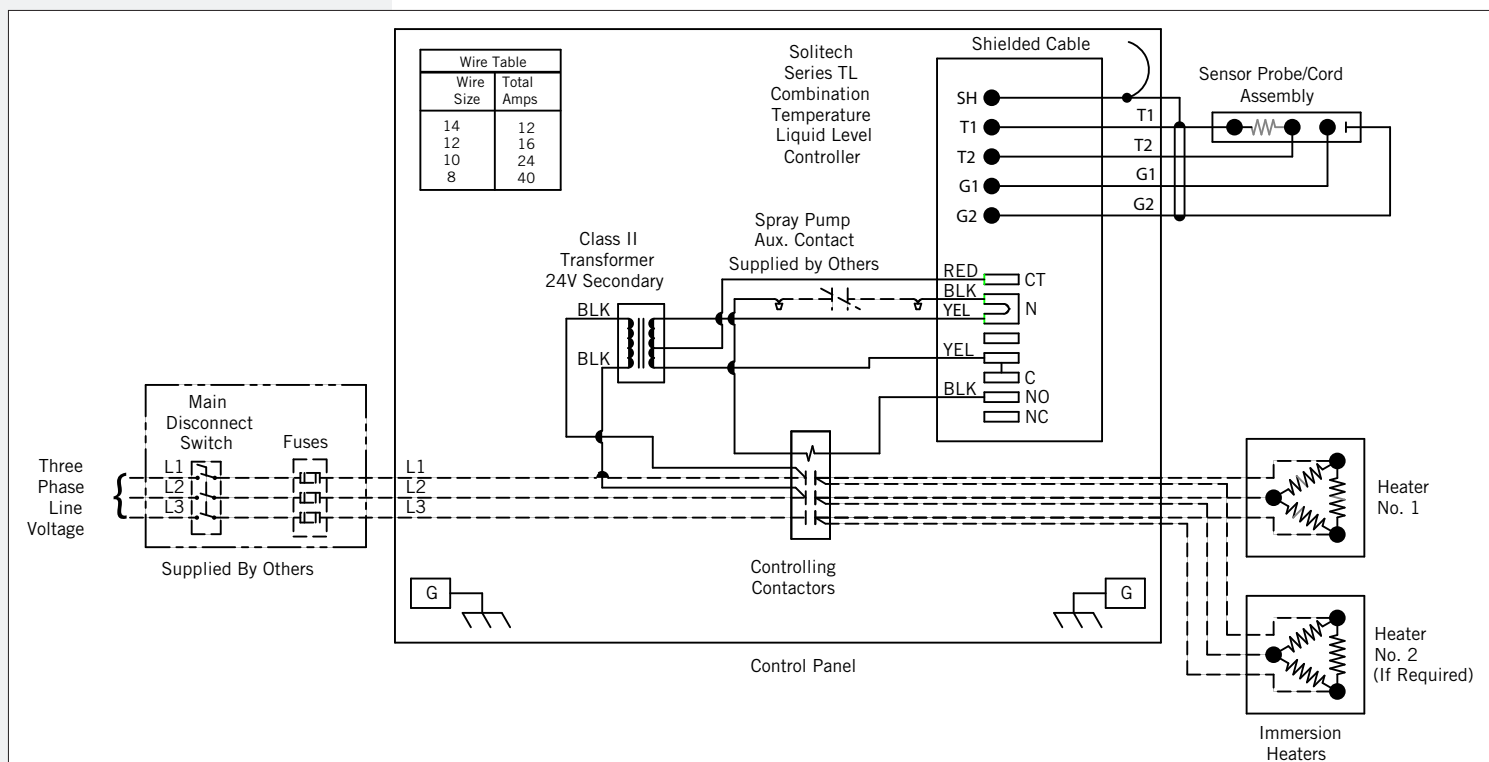 Wire Table
Wire Size
Total Amps
14 12
12 16
10 24
8 40
Solitech
Series TL
Combination
Temperature
Liquid Level
Controller
Shielded Cable
SH
T1
T2
G1
G2
T1
T2
G1
G2
Sensor Probe/Cord
Assembly
Class II
Transformer
24V Secondary
Spray Pump
Aux. Contact
Supplied by Others
RED
BLK
YEL
YEL
BLK
CT
N
C
NO
NC
BLK
BLK
Main
Disconnect
Switch
Fuses
Three
Phase
Line
Voltage
L1
L2
L3
L1
L2
L3
Supplied By Others
Controlling
Contactors
G
G
Control Panel
Heater
No. 1
Heater
No. 2
(If Required)
Immersion
Heaters